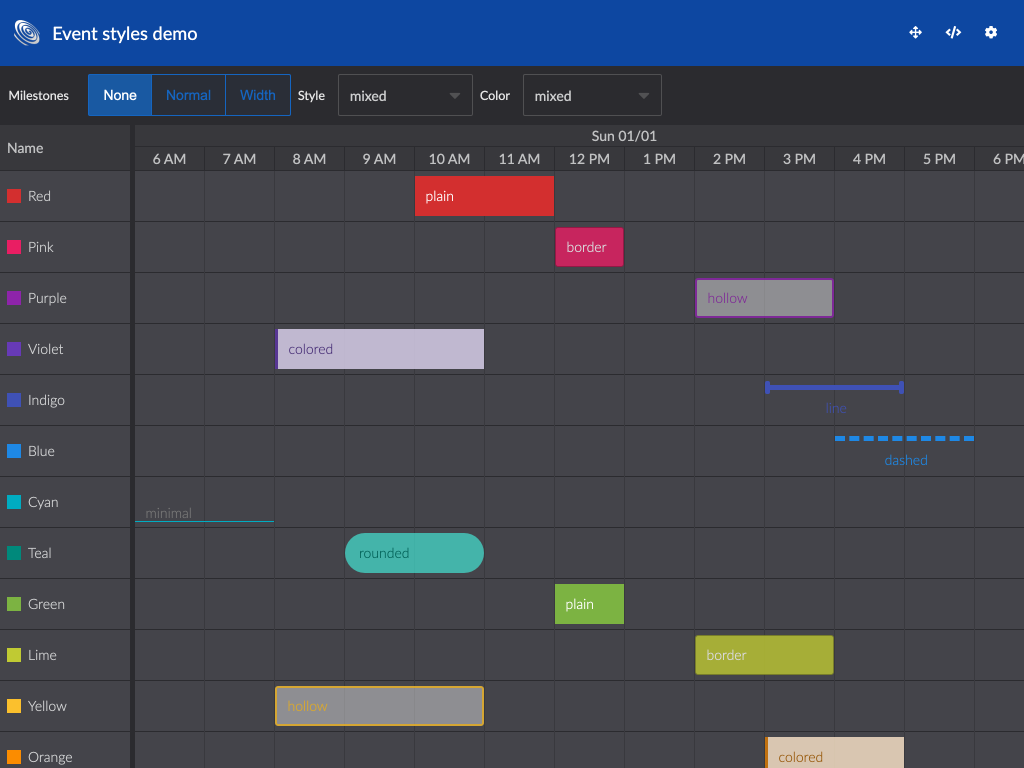 Event styles demo
Milestones None Normal Width Style mixed Color mixed
Name
Sun 01/01
6 AM 7 AM 8 AM 9 AM 10 AM 11 AM 12 PM 1 PM 2 PM 3 PM 4 PM 5 PM 6 PM
Red plain
Pink border
Purple hollow
Violet colored
Indigo line
Blue dashed
Cyan minimal
Teal rounded
Green plain
Lime border
Yellow hollow
Orange colored